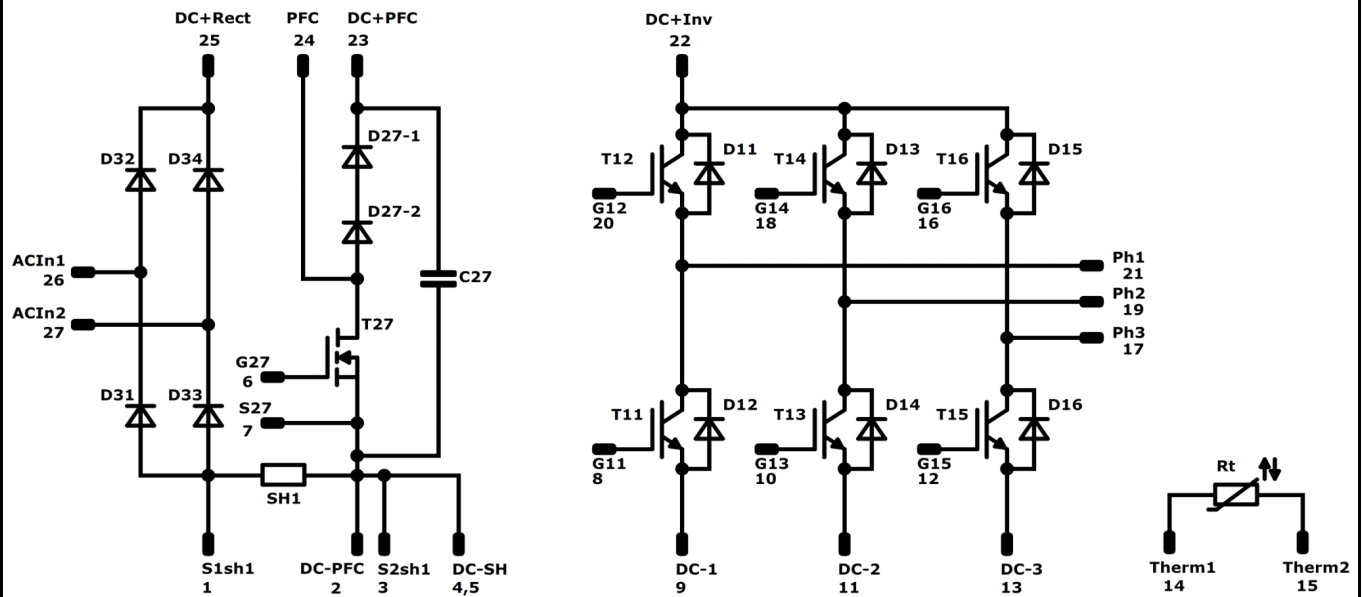 DC+Rect PFC DC+PFC DC+Inv
25 24 23 22
D27-1
D32 D34 T12 D11 T14 D13 T16 D15
D27-2 G12 G14 G16
20 18 16
ACIn1 Ph1
26 C27 21
ACIn2 Ph2
27 T27 19
Ph3
G27 17
6
D31 D33 S27 T11 D12 T13 D14 T15 D16
7
G11 G13 G15
8 10 12 Rt
SH1
S1sh1 DC-PFC S2sh1 DC-SH DC-1 DC-2 DC-3 Therm1 Therm2
1 2 3 4,5 9 11 13 14 15